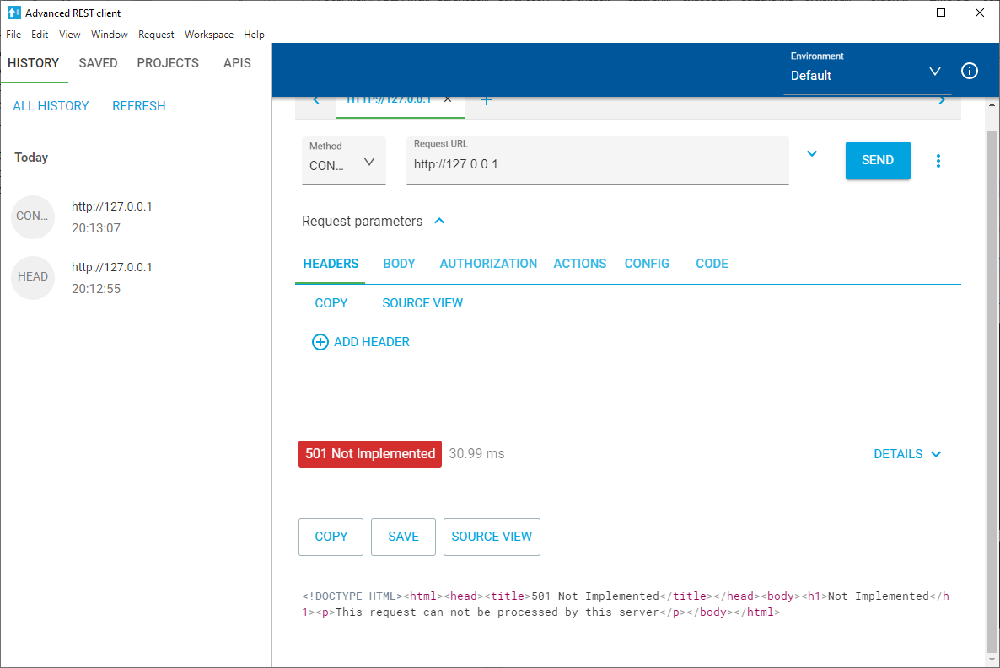 Advanced REST client
File Edit View Window Request Workspace Help
HISTORY SAVED PROJECTS APIS
ALL HISTORY REFRESH
Today
CON...
http://127.0.0.1
20:13:07
HEAD
http://127.0.0.1
20:12:55
Environment
Default
HTTP://127.0.0.1
Method
CON...
Request URL
http://127.0.0.1
SEND
Request parameters
HEADERS BODY AUTHORIZATION ACTIONS CONFIG CODE
COPY SOURCE VIEW
ADD HEADER
501 Not Implemented 30.99 ms
DETAILS
COPY SAVE SOURCE VIEW
<!DOCTYPE HTML><html><head><title>501 Not Implemented</title></head><body><h1>Not Implemented</h
1><p>This request can not be processed by this server</p></body></html>